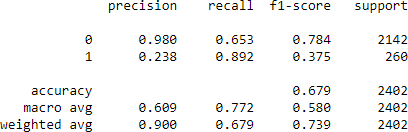 precision recall f1-score support
0 0.980 0.653 0.784 2142
1 0.238 0.892 0.375 260
accuracy 0.679 2402
macro avg 0.609 0.772 0.580 2402
weighted avg 0.900 0.679 0.739 2402